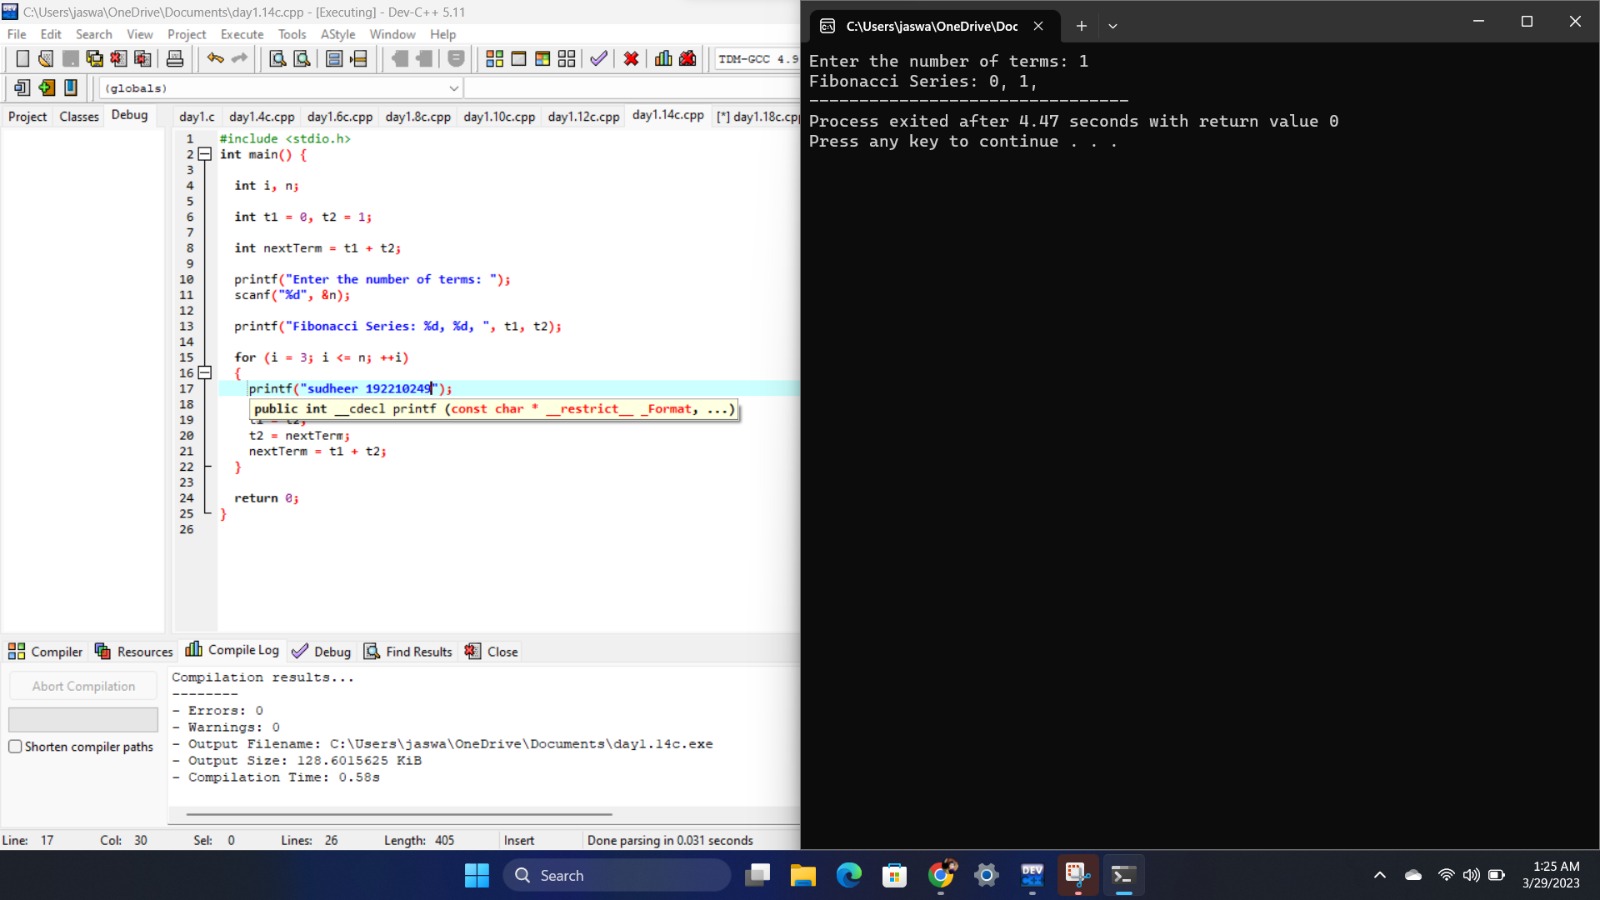 C:\Users\jaswa\OneDrive\Documents\day1.14c.cpp - [Executing] - Dev-C++ 5.11
File Edit Search View Project Execute Tools AStyle Window Help
TDM-GCC 4.9
(globals)
Project Classes Debug
day1.c day1.4c.cpp day1.6c.cpp day1.8c.cpp day1.10c.cpp day1.12c.cpp day1.14c.cpp [*] day1.18c.cpp
1 #include <stdio.h>
2 int main() {
3
4 int i, n;
5
6 int t1 = 0, t2 = 1;
7
8 int nextTerm = t1 + t2;
9
10 printf("Enter the number of terms: ");
11 scanf("%d", &n);
12
13 printf("Fibonacci Series: %d, %d, ", t1, t2);
14
15 for (i = 3; i <= n; ++i)
16 {
17 printf("sudheer 192210249");
18 public int __cdecl printf (const char * __restrict__ _Format, ...)
19 t1 = t2;
20 t2 = nextTerm;
21 nextTerm = t1 + t2;
22 }
23
24 return 0;
25 }
26
Compiler Resources Compile Log Debug Find Results Close
Abort Compilation
Shorten compiler paths
Compilation results...
--------
- Errors: 0
- Warnings: 0
- Output Filename: C:\Users\jaswa\OneDrive\Documents\day1.14c.exe
- Output Size: 128.6015625 KiB
- Compilation Time: 0.58s
Line: 17 Col: 30 Sel: 0 Lines: 26 Length: 405 Insert Done parsing in 0.031 seconds
C:\Users\jaswa\OneDrive\Doc
Enter the number of terms: 1
Fibonacci Series: 0, 1,
--------------------------------
Process exited after 4.47 seconds with return value 0
Press any key to continue . . .
Search
DEV
1:25 AM
3/29/2023